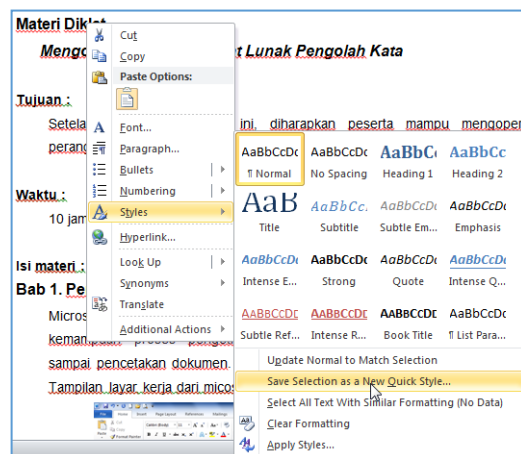 Materi Diklat
Mengo t Lunak Pengolah Kata
Tujuan :
Setela ini, diharapkan peserta mampu mengoper
perang
Waktu :
10 jam
Isi materi :
Bab 1. Pe
Micros
kemampuan proses
sampai pencetakan dokumen.
Tampilan layar kerja dari micos
Cut
Copy
Paste Options:
Font...
Paragraph...
Bullets
Numbering
Styles
Hyperlink...
Look Up
Synonyms
Translate
Additional Actions
AaBbCcDc AaBbCcDc AaBbC AaBbCc
¶ Normal No Spacing Heading 1 Heading 2
AaB AaBbCc. AaBbCcDc AaBbCcDc
Title Subtitle Subtle Em... Emphasis
AaBbCcDc AaBbCcDc AaBbCcDc AaBbCcDc
Intense E... Strong Quote Intense Q...
AABBCCDE AABBCCDE AABBCCDE AaBbCcDc
Subtle Ref... Intense R... Book Title ¶ List Para...
Update Normal to Match Selection
Save Selection as a New Quick Style...
Select All Text With Similar Formatting (No Data)
Clear Formatting
Apply Styles...